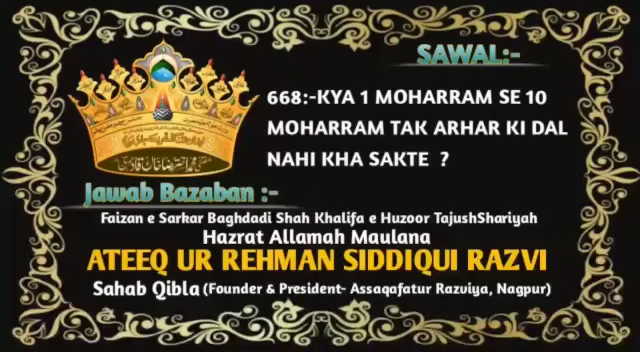 SAWAL:-
668:-KYA 1 MOHARRAM SE 10
MOHARRAM TAK ARHAR KI DAL
NAHI KHA SAKTE ?
Jawab Bazaban :-
Faizan e Sarkar Baghdadi Shah Khalifa e Huzoor TajushShariyah
Hazrat Allamah Maulana
ATEEQ UR REHMAN SIDDIQUI RAZVI
Sahab Qibla (Founder & President- Assaqafatur Razuiya, Nagpur)